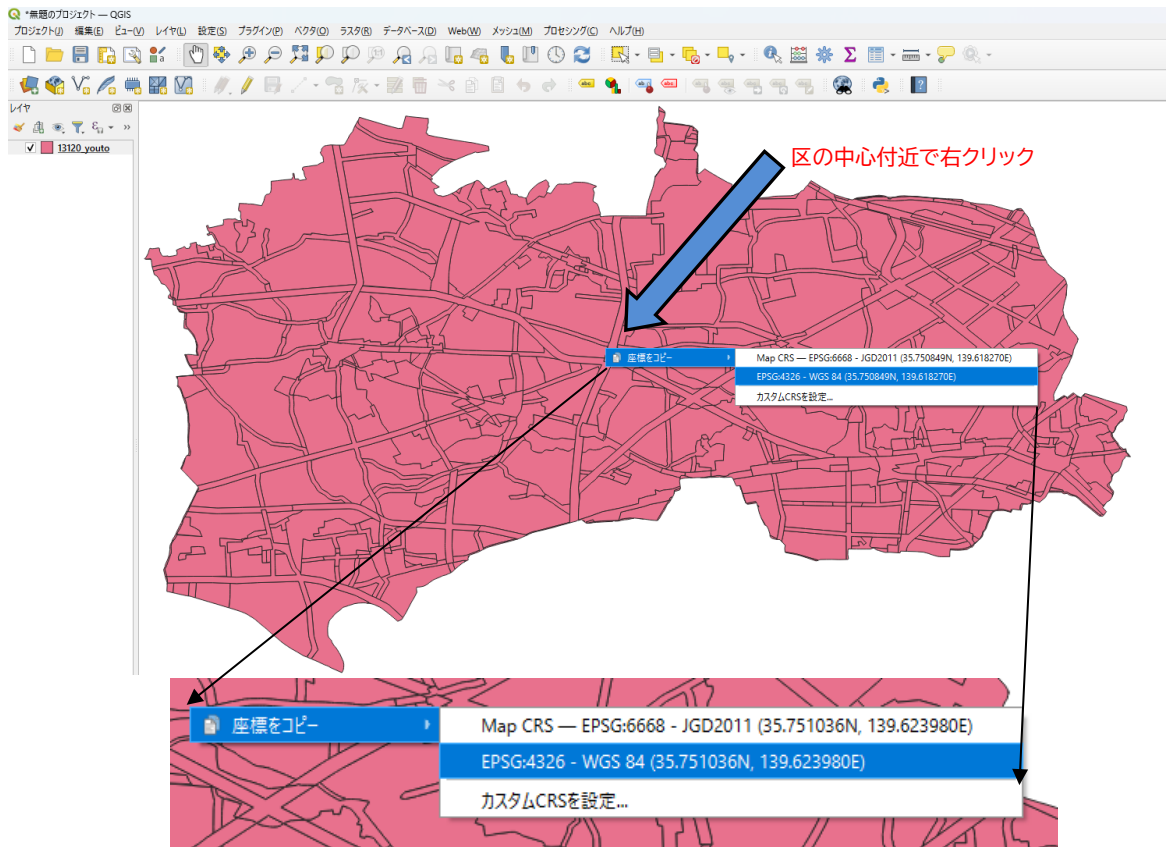 *無題のプロジェクト — QGIS
プロジェクト(J) 編集(E) ビュー(V) レイヤ(L) 設定(S) プラグイン(P) ベクタ(O) ラスタ(R) データベース(D) Web(W) メッシュ(M) プロセシング(C) ヘルプ(H)
レイヤ
13120_youto
区の中心付近で右クリック
座標をコピー
Map CRS — EPSG:6668 - JGD2011 (35.750849N, 139.618270E)
EPSG:4326 - WGS 84 (35.750849N, 139.618270E)
カスタムCRSを設定...
座標をコピー
Map CRS — EPSG:6668 - JGD2011 (35.751036N, 139.623980E)
EPSG:4326 - WGS 84 (35.751036N, 139.623980E)
カスタムCRSを設定...